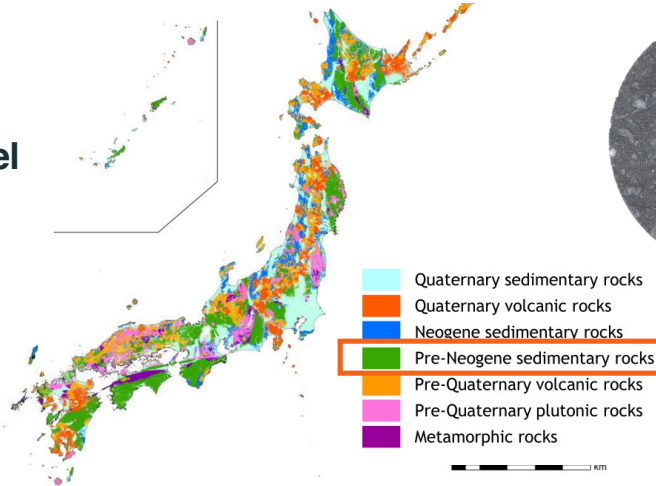 el
Quaternary sedimentary rocks
Quaternary volcanic rocks
Neogene sedimentary rocks
Pre-Neogene sedimentary rocks
Pre-Quaternary volcanic rocks
Pre-Quaternary plutonic rocks
Metamorphic rocks
KM